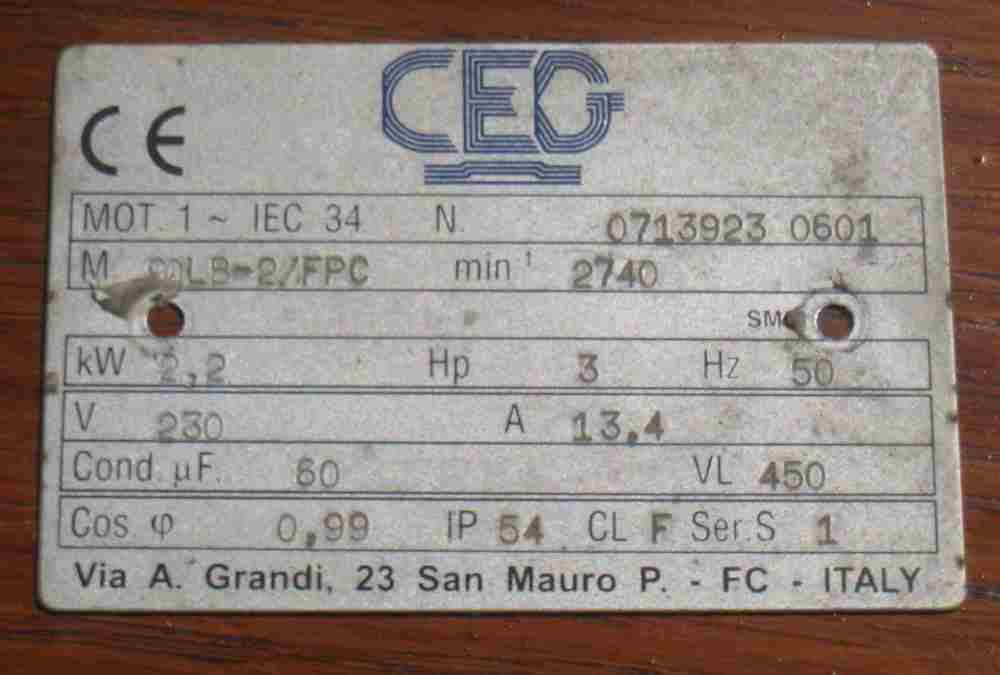 CEG
CE
MOT. 1 ~ IEC 34 N. 0713923 0601
M min⁻¹ 2740
kW 2,2 Hp 3 Hz 50
V 230 A 13,4
Cond. µF. 60 VL 450
Cos φ 0,99 IP 54 CL F Ser. S 1
Via A. Grandi, 23 San Mauro P. - FC - ITALY